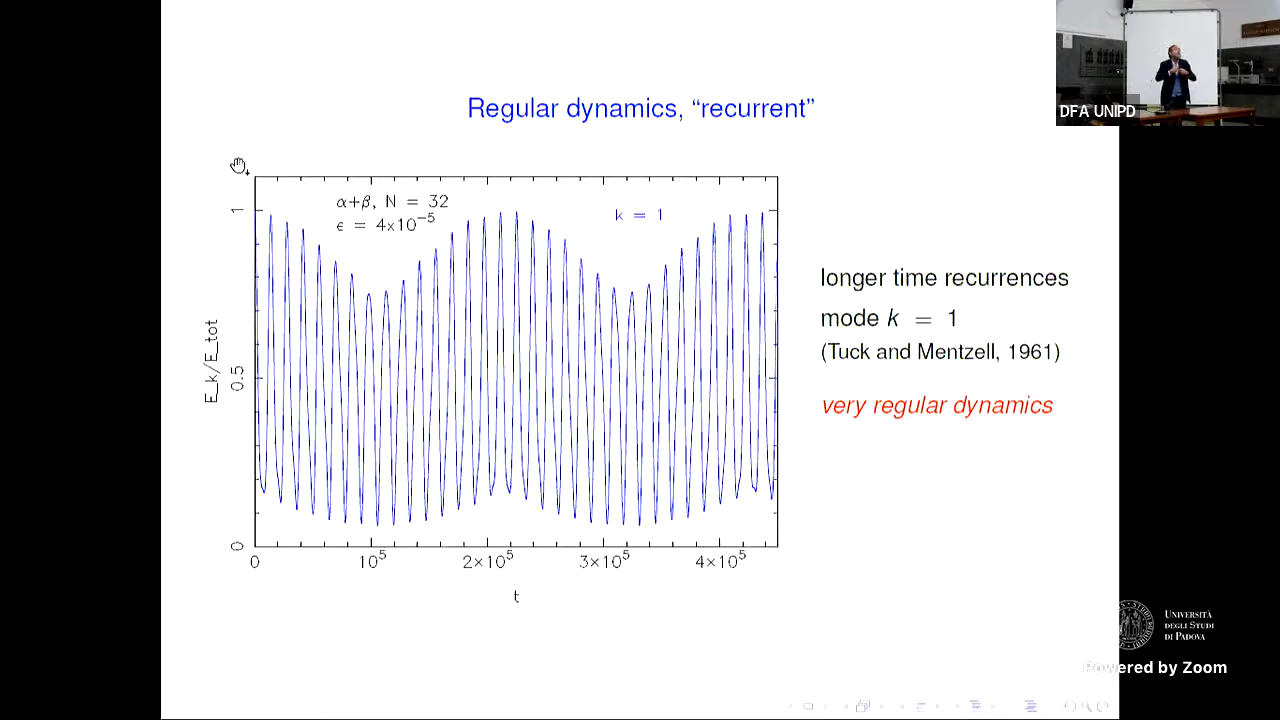 Regular dynamics, “recurrent”
DFA UNIPD
α+β, N = 32
ϵ = 4×10⁻⁵
k = 1
E_k/E_tot
1
0.5
0
0
10⁵
2×10⁵
3×10⁵
4×10⁵
t
longer time recurrences
mode k = 1
(Tuck and Mentzell, 1961)
very regular dynamics
UNIVERSITÀ
DEGLI STUDI
DI PADOVA
Powered by Zoom